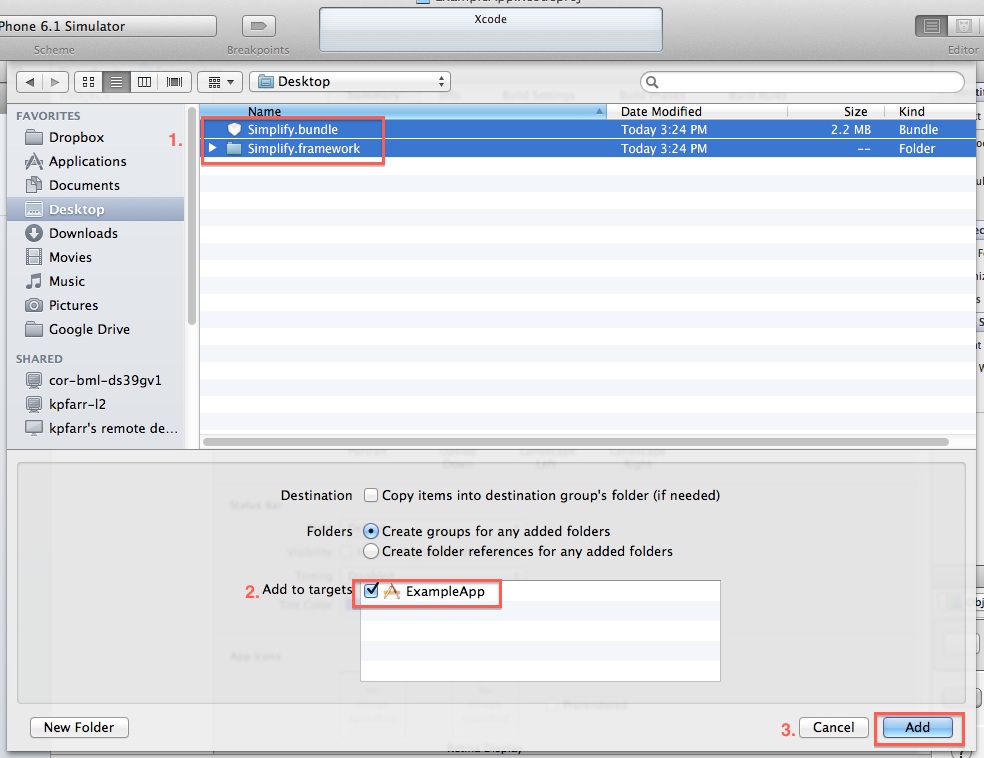 Phone 6.1 Simulator
Xcode
Scheme
Breakpoints
Editor
Desktop
FAVORITES
Dropbox
Applications
Documents
Desktop
Downloads
Movies
Music
Pictures
Google Drive
SHARED
cor-bml-ds39gv1
kpfarr-l2
kpfarr's remote de...
1.
Name Date Modified Size Kind
Simplify.bundle Today 3:24 PM 2.2 MB Bundle
Simplify.framework Today 3:24 PM -- Folder
Destination Copy items into destination group's folder (if needed)
Folders Create groups for any added folders
Create folder references for any added folders
2. Add to targets ExampleApp
New Folder 3. Cancel Add